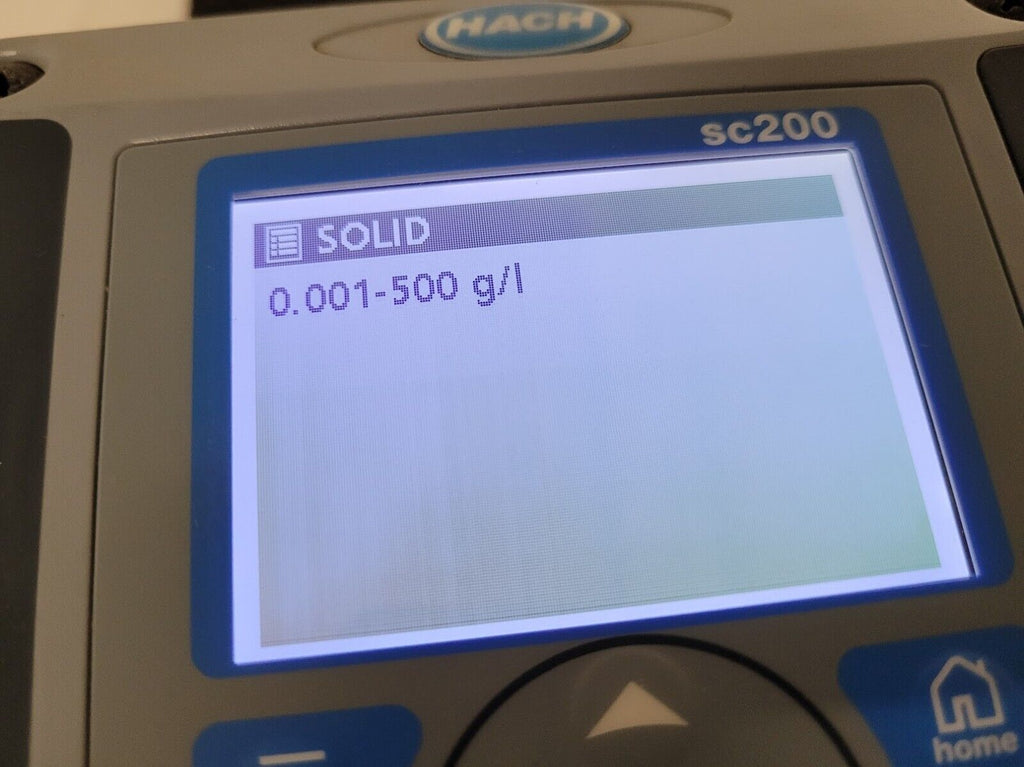 HACH
sc200
SOLID
0.001-500 g/l
home